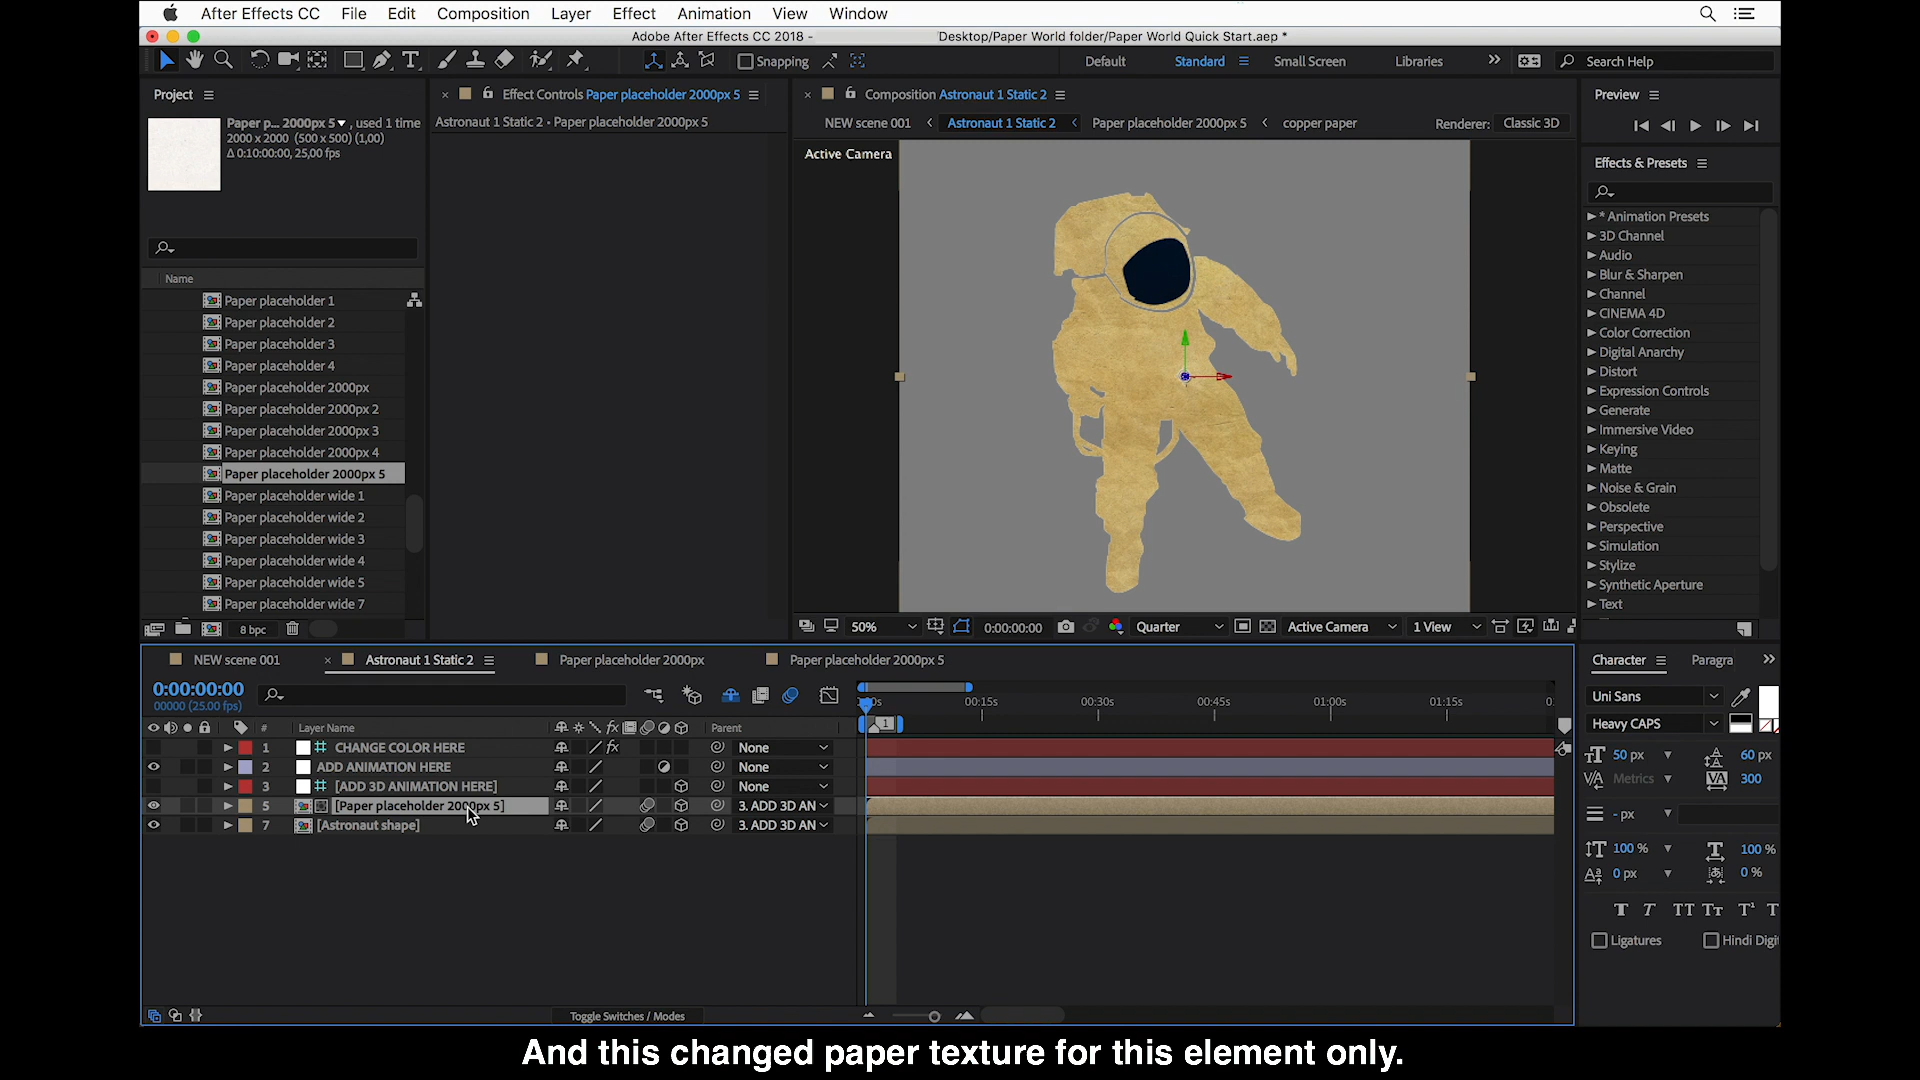 After Effects CC File Edit Composition Layer Effect Animation View Window
Adobe After Effects CC 2018 - Desktop/Paper World folder/Paper World Quick Start.aep *
Snapping Default Standard Small Screen Libraries Search Help
Project
Paper p... 2000px 5, used 1 time
2000 x 2000 (500 x 500) (1,00)
Δ 0:10:00:00, 25,00 fps
Name
Paper placeholder 1
Paper placeholder 2
Paper placeholder 3
Paper placeholder 4
Paper placeholder 2000px
Paper placeholder 2000px 2
Paper placeholder 2000px 3
Paper placeholder 2000px 4
Paper placeholder 2000px 5
Paper placeholder wide 1
Paper placeholder wide 2
Paper placeholder wide 3
Paper placeholder wide 4
Paper placeholder wide 5
Paper placeholder wide 7
8 bpc
Effect Controls Paper placeholder 2000px 5
Astronaut 1 Static 2 • Paper placeholder 2000px 5
Composition Astronaut 1 Static 2
NEW scene 001 Astronaut 1 Static 2 Paper placeholder 2000px 5 copper paper Renderer: Classic 3D
Active Camera
50% 0:00:00:00 Quarter Active Camera 1 View
Preview
Effects & Presets
* Animation Presets
3D Channel
Audio
Blur & Sharpen
Channel
CINEMA 4D
Color Correction
Digital Anarchy
Distort
Expression Controls
Generate
Immersive Video
Keying
Matte
Noise & Grain
Obsolete
Perspective
Simulation
Stylize
Synthetic Aperture
Text
NEW scene 001 Astronaut 1 Static 2 Paper placeholder 2000px Paper placeholder 2000px 5
0:00:00:00
00000 (25.00 fps)
00:15s 00:30s 00:45s 01:00s 01:15s
# Layer Name fx Parent
1
1 CHANGE COLOR HERE fx None
2 ADD ANIMATION HERE None
3 [ADD 3D ANIMATION HERE] None
5 [Paper placeholder 2000px 5] 3. ADD 3D AN
7 [Astronaut shape] 3. ADD 3D AN
Toggle Switches / Modes
Character Paragra
Uni Sans
Heavy CAPS
50 px 60 px
Metrics 300
- px
100 % 100 %
0 px 0 %
T T TT TT T¹ T
Ligatures Hindi Digi
And this changed paper texture for this element only.